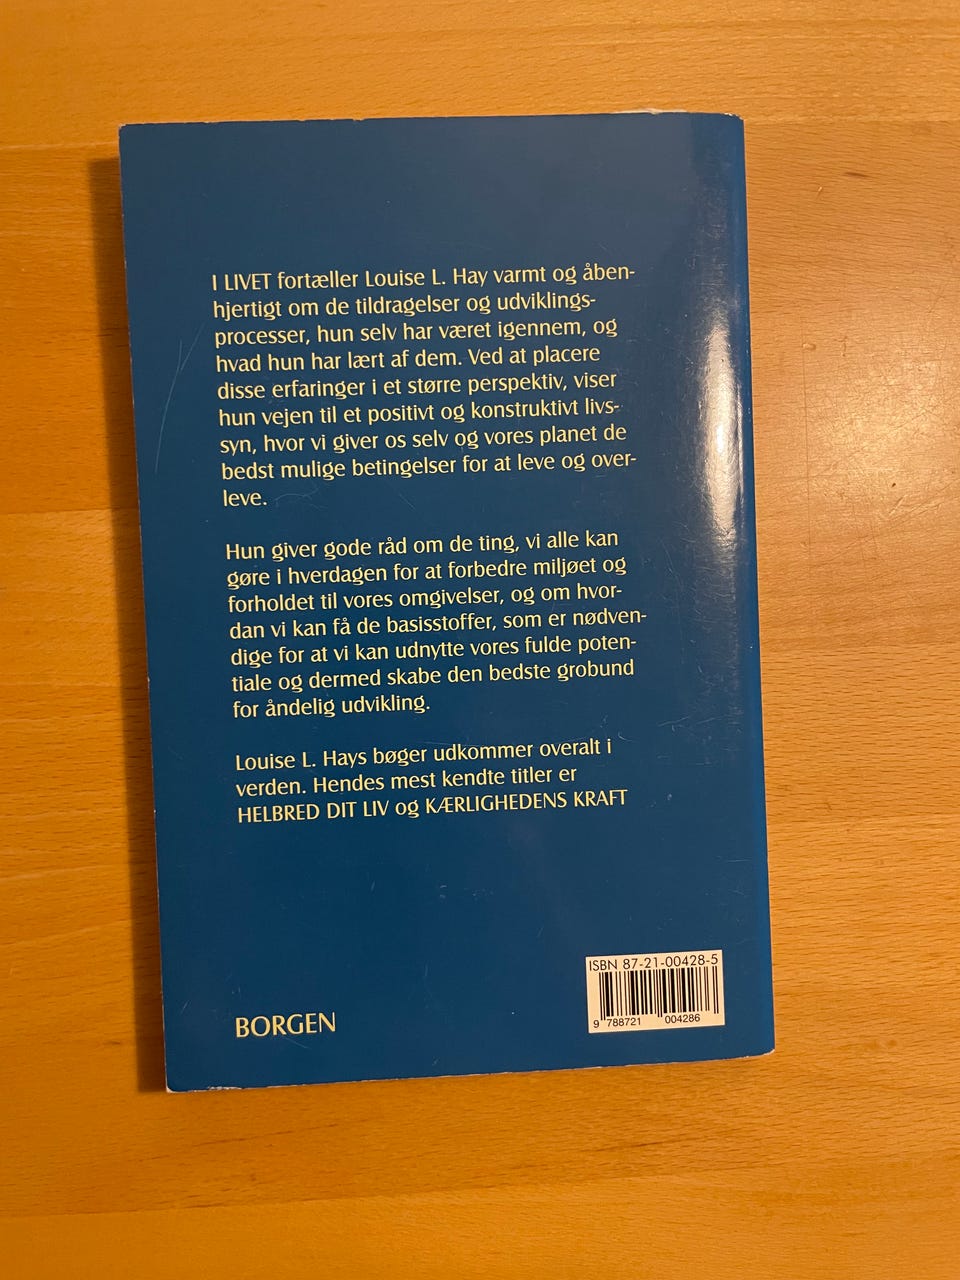 I LIVET fortæller Louise L. Hay varmt og åben-
hjertigt om de tildragelser og udviklings-
processer, hun selv har været igennem, og
hvad hun har lært af dem. Ved at placere
disse erfaringer i et større perspektiv, viser
hun vejen til et positivt og konstruktivt livs-
syn, hvor vi giver os selv og vores planet de
bedst mulige betingelser for at leve og over-
leve.
Hun giver gode råd om de ting, vi alle kan
gøre i hverdagen for at forbedre miljøet og
forholdet til vores omgivelser, og om hvor-
dan vi kan få de basisstoffer, som er nødven-
dige for at vi kan udnytte vores fulde poten-
tiale og dermed skabe den bedste grobund
for åndelig udvikling.
Louise L. Hays bøger udkommer overalt i
verden. Hendes mest kendte titler er
HELBRED DIT LIV og KÆRLIGHEDENS KRAFT
ISBN 87-21-00428-5
9 788721 004286
BORGEN